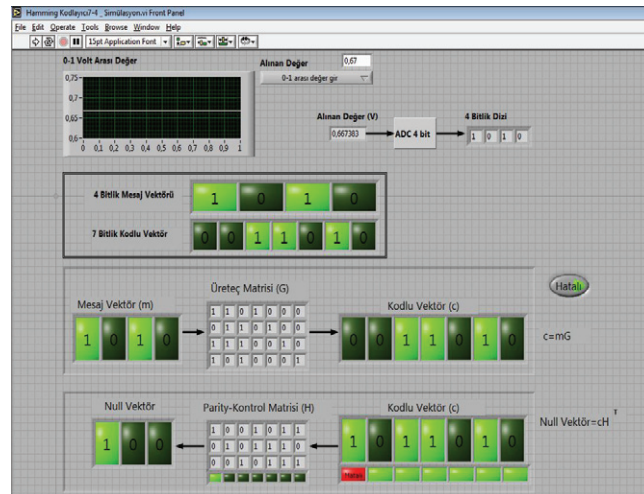 Hamming Kodlayıcı7-4 _ Simülasyon.vi Front Panel
File Edit Operate Tools Browse Window Help
15pt Application Font
0-1 Volt Arası Değer
0,75
0,7
0,65
0,6
0 0,1 0,2 0,3 0,4 0,5 0,6 0,7 0,8 0,9 1
Alınan Değer 0,67
0-1 arası değer gir
Alınan Değer (V)
0,667383
ADC 4 bit
4 Bitlik Dizi
1 0 1 0
4 Bitlik Mesaj Vektörü 1 0 1 0
7 Bitlik Kodlu Vektör 0 0 1 1 0 1 0
Mesaj Vektör (m)
1 0 1 0
Üreteç Matrisi (G)
1 1 0 1 0 0 0
0 1 1 0 1 0 0
1 1 1 0 0 1 0
1 0 1 0 0 0 1
Kodlu Vektör (c)
0 0 1 1 0 1 0
Hatalı
c=mG
Null Vektör
1 0 0
Parity-Kontrol Matrisi (H)
1 0 0 1 0 1 1
0 1 0 1 1 1 0
0 0 1 0 1 1 1
Kodlu Vektör (c)
1 0 1 1 0 1 0
Hatalı
Null Vektör=cH T